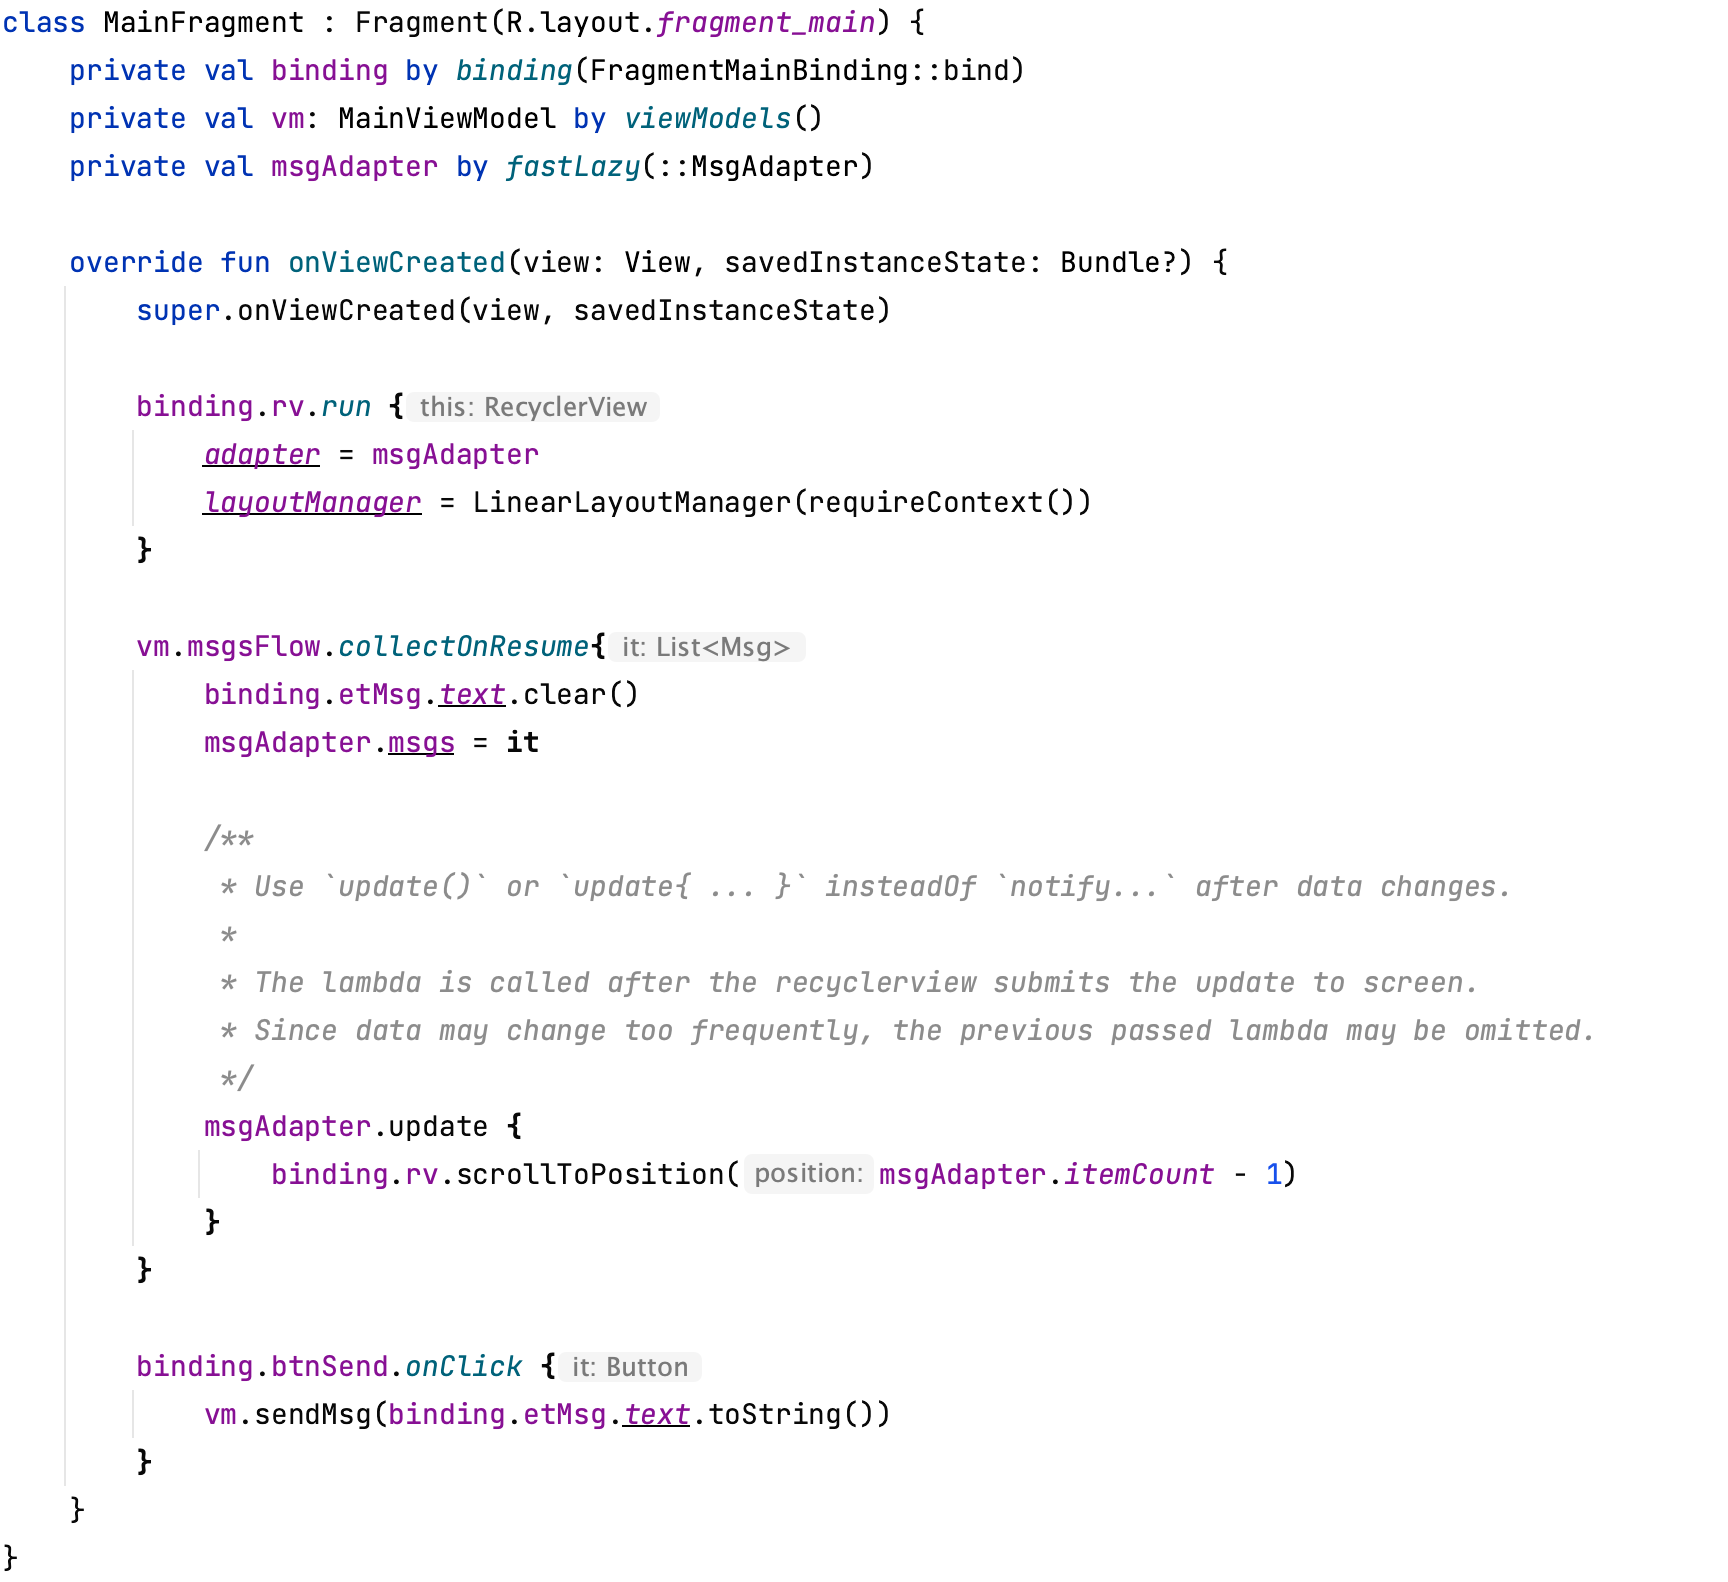 class MainFragment : Fragment(R.layout.fragment_main) {
    private val binding by binding(FragmentMainBinding::bind)
    private val vm: MainViewModel by viewModels()
    private val msgAdapter by fastLazy(::MsgAdapter)

    override fun onViewCreated(view: View, savedInstanceState: Bundle?) {
        super.onViewCreated(view, savedInstanceState)

        binding.rv.run { this: RecyclerView
            adapter = msgAdapter
            layoutManager = LinearLayoutManager(requireContext())
        }

        vm.msgsFlow.collectOnResume{ it: List<Msg>
            binding.etMsg.text.clear()
            msgAdapter.msgs = it

            /**
             * Use `update()` or `update{ ... }` insteadOf `notify...` after data changes.
             *
             * The lambda is called after the recyclerview submits the update to screen.
             * Since data may change too frequently, the previous passed lambda may be omitted.
             */
            msgAdapter.update {
                binding.rv.scrollToPosition( position: msgAdapter.itemCount - 1)
            }
        }

        binding.btnSend.onClick { it: Button
            vm.sendMsg(binding.etMsg.text.toString())
        }
    }
}